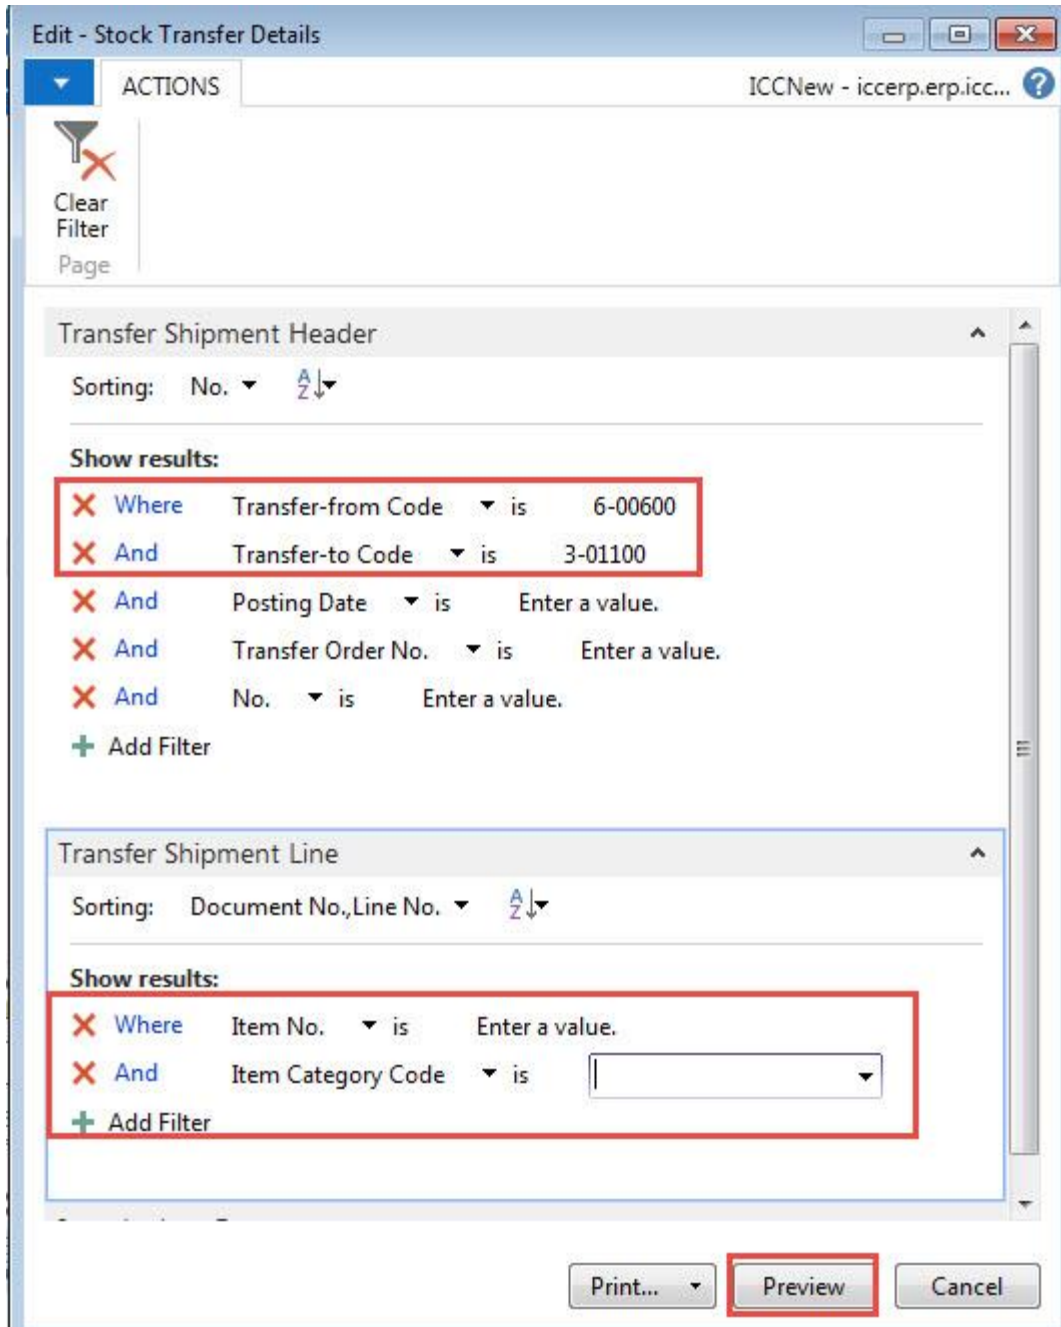 Edit - Stock Transfer Details
ACTIONS
ICCNew - iccerp.erp.icc...
Clear
Filter
Page
Transfer Shipment Header
Sorting: No.
Show results:
Where Transfer-from Code is 6-00600
And Transfer-to Code is 3-01100
And Posting Date is Enter a value.
And Transfer Order No. is Enter a value.
And No. is Enter a value.
Add Filter
Transfer Shipment Line
Sorting: Document No.,Line No.
Show results:
Where Item No. is Enter a value.
And Item Category Code is
Add Filter
Print... Preview Cancel